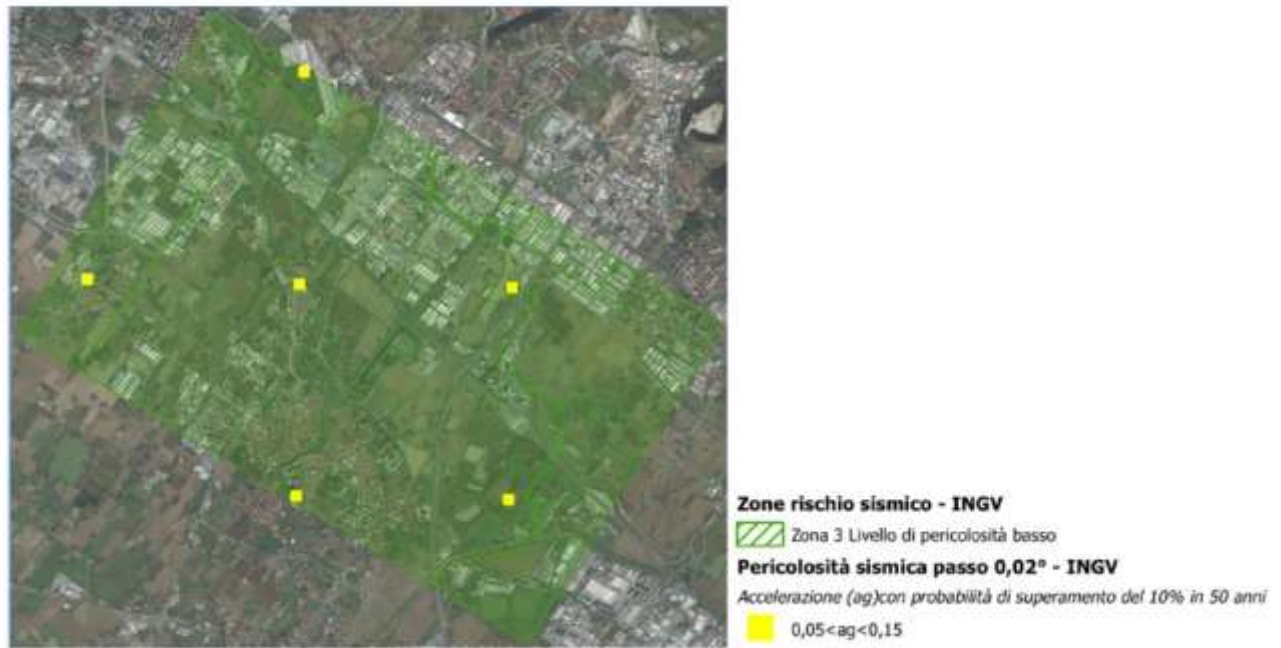 Zone rischio sismico - INGV
Zona 3 Livello di pericolosità basso
Pericolosità sismica passo 0,02° - INGV
Accelerazione (ag)con probabilità di superamento del 10% in 50 anni
0,05<ag<0,15